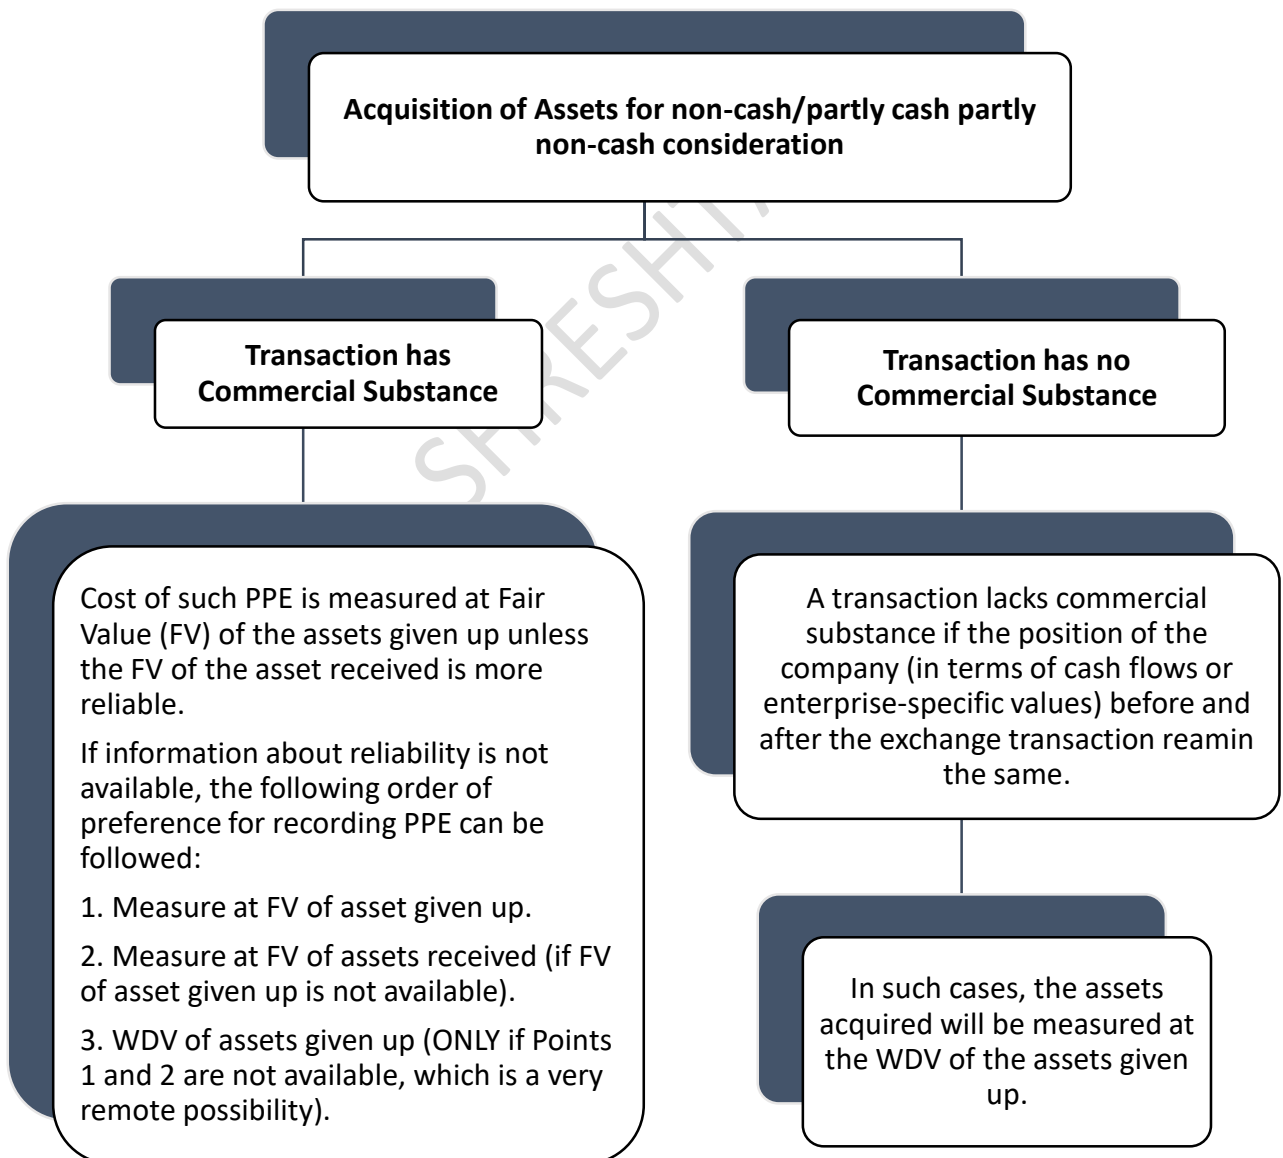 Acquisition of Assets for non-cash/partly cash partly
non-cash consideration
Transaction has
Commercial Substance
Transaction has no
Commercial Substance
Cost of such PPE is measured at Fair
Value (FV) of the assets given up unless
the FV of the asset received is more
reliable.
If information about reliability is not
available, the following order of
preference for recording PPE can be
followed:
1. Measure at FV of asset given up.
2. Measure at FV of assets received (if FV
of asset given up is not available).
3. WDV of assets given up (ONLY if Points
1 and 2 are not available, which is a very
remote possibility).
A transaction lacks commercial
substance if the position of the
company (in terms of cash flows or
enterprise-specific values) before and
after the exchange transaction reamin
the same.
In such cases, the assets
acquired will be measured at
the WDV of the assets given
up.
SHRESHTA